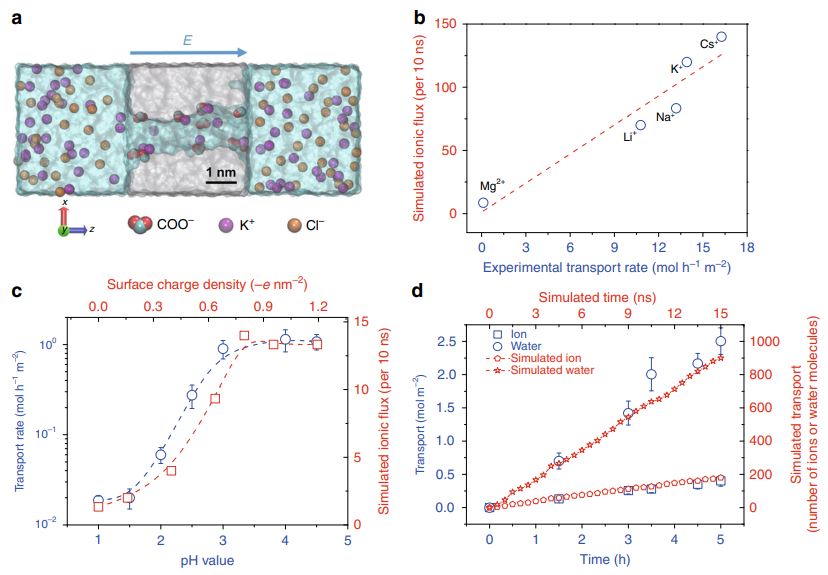 a
E
1 nm
x
y
z
COO⁻
K⁺
Cl⁻
b
Simulated ionic flux (per 10 ns)
150
100
50
0
Cs⁺
K⁺
Na⁺
Li⁺
Mg²⁺
0 3 6 9 12 15 18
Experimental transport rate (mol h⁻¹ m⁻²)
c
Surface charge density (–e nm⁻²)
0.0 0.3 0.6 0.9 1.2
Transport rate (mol h⁻¹ m⁻²)
10⁰
10⁻¹
10⁻²
15
10
5
0
Simulated ionic flux (per 10 ns)
1 2 3 4 5
pH value
d
Simulated time (ns)
0 3 6 9 12 15
Transport (mol m⁻²)
2.5
2.0
1.5
1.0
0.5
0.0
Ion
Water
Simulated ion
Simulated water
1000
800
600
400
200
0
Simulated transport
(number of ions or water molecules)
0 1 2 3 4 5
Time (h)